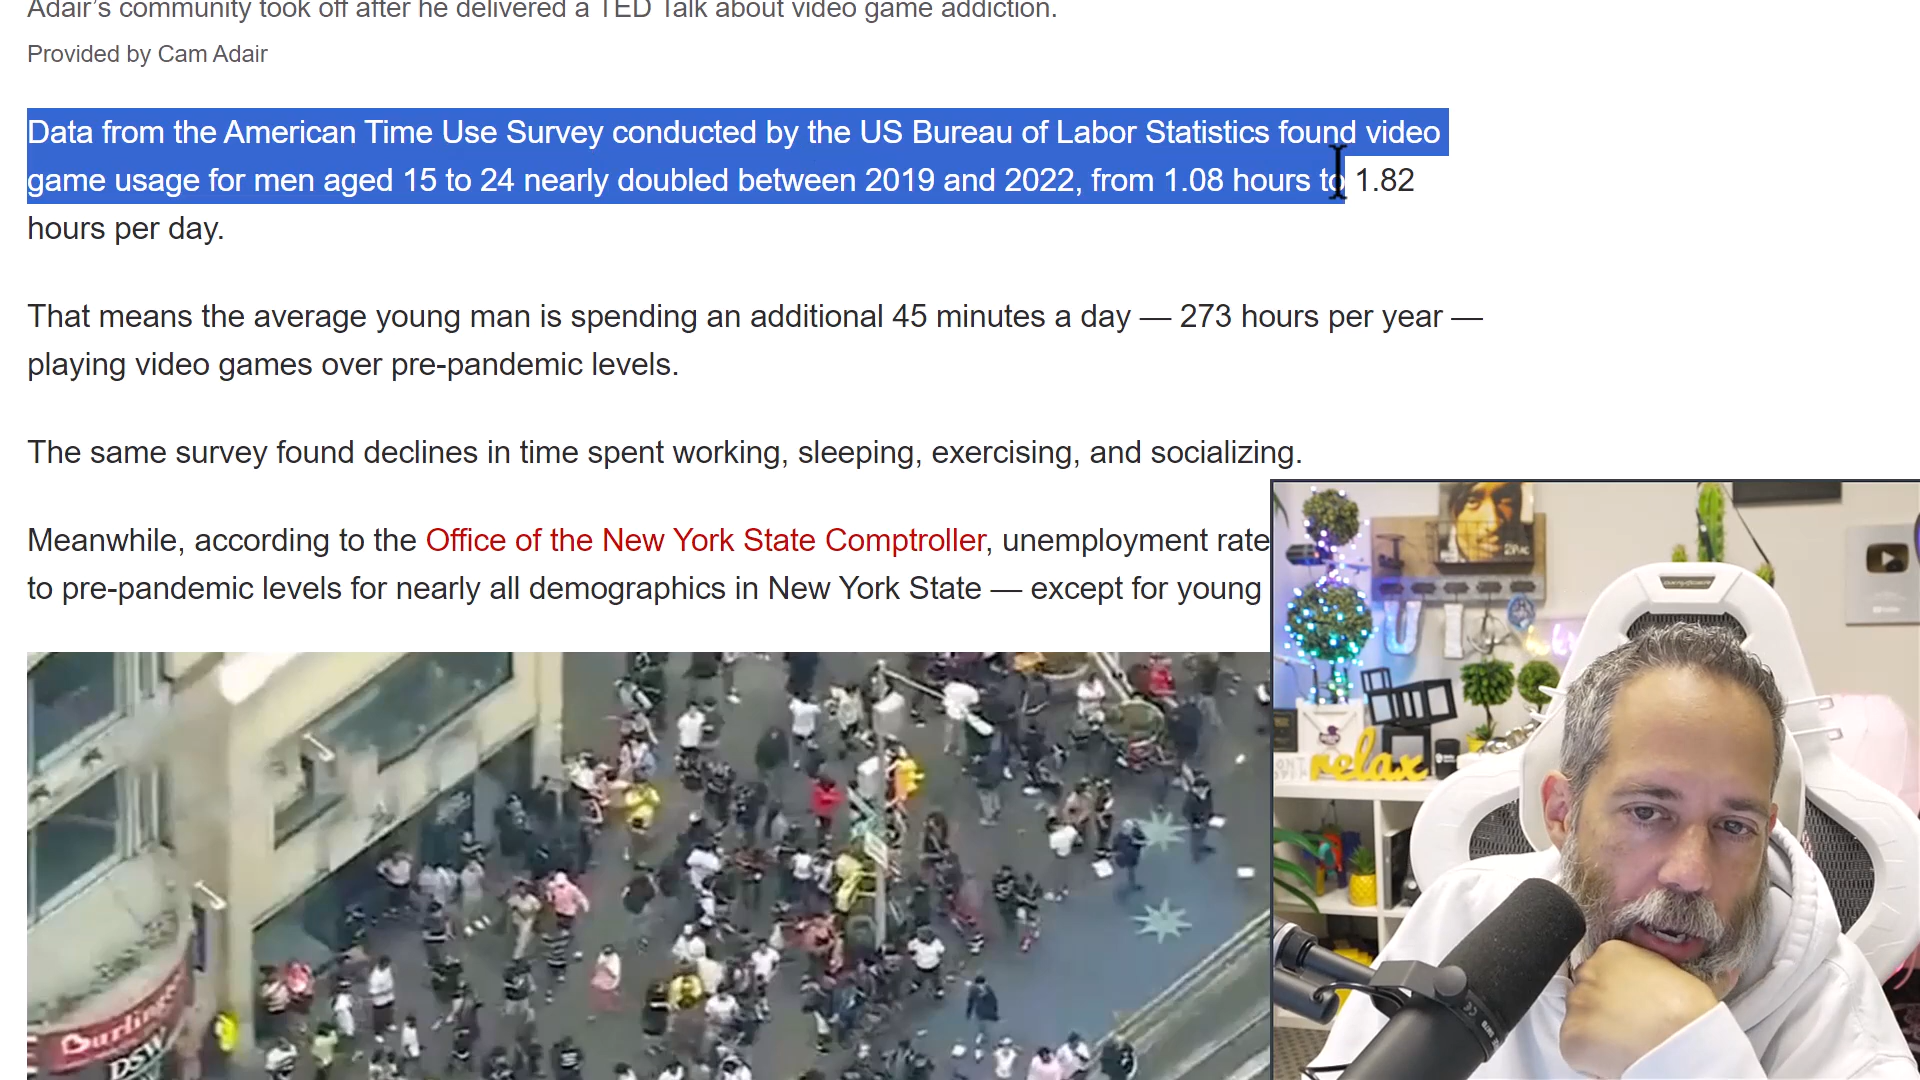 Adair’s community took off after he delivered a TED Talk about video game addiction.
Provided by Cam Adair
Data from the American Time Use Survey conducted by the US Bureau of Labor Statistics found video
game usage for men aged 15 to 24 nearly doubled between 2019 and 2022, from 1.08 hours to 1.82
hours per day.
That means the average young man is spending an additional 45 minutes a day — 273 hours per year —
playing video games over pre-pandemic levels.
The same survey found declines in time spent working, sleeping, exercising, and socializing.
Meanwhile, according to the Office of the New York State Comptroller, unemployment rate
to pre-pandemic levels for nearly all demographics in New York State — except for young
relax
Burlington
DSW